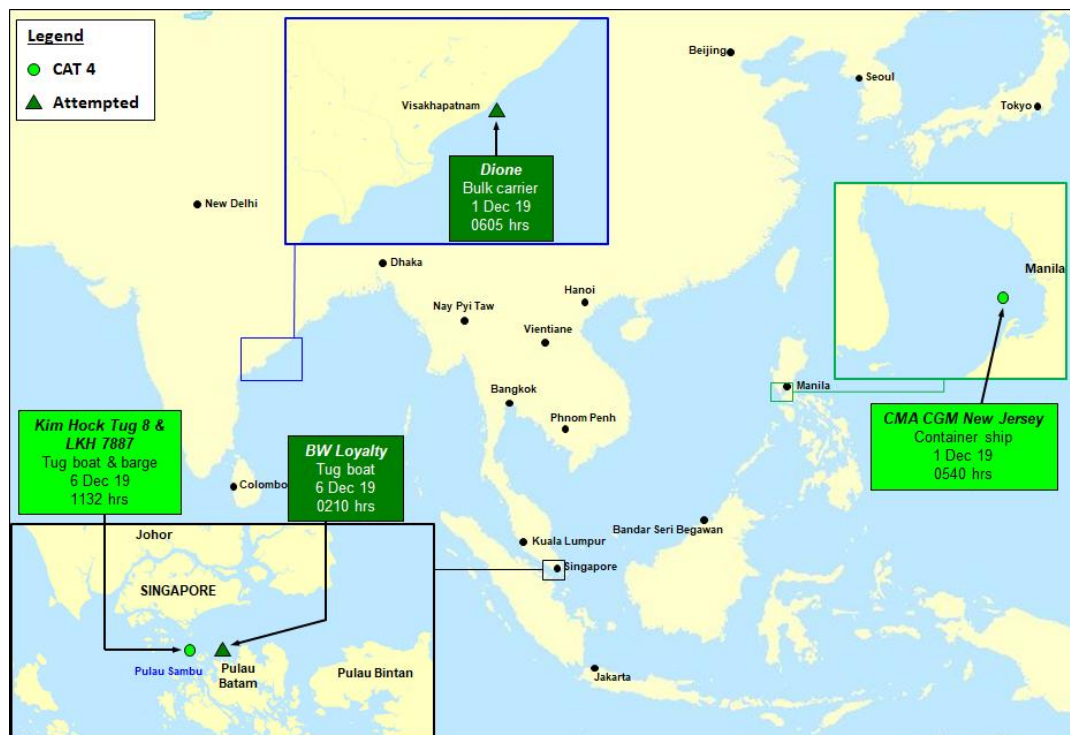 Legend
CAT 4
Attempted
Visakhapatnam
Dione
Bulk carrier
1 Dec 19
0605 hrs
Beijing
Seoul
Tokyo
New Delhi
Dhaka
Hanoi
Nay Pyi Taw
Vientiane
Manila
Manila
Bangkok
Phnom Penh
Kim Hock Tug 8 &
LKH 7887
Tug boat & barge
6 Dec 19
1132 hrs
BW Loyalty
Tug boat
6 Dec 19
0210 hrs
CMA CGM New Jersey
Container ship
1 Dec 19
0540 hrs
Colombo
Bandar Seri Begawan
Kuala Lumpur
Singapore
Johor
SINGAPORE
Pulau Sambu
Pulau
Batam
Pulau Bintan
Jakarta